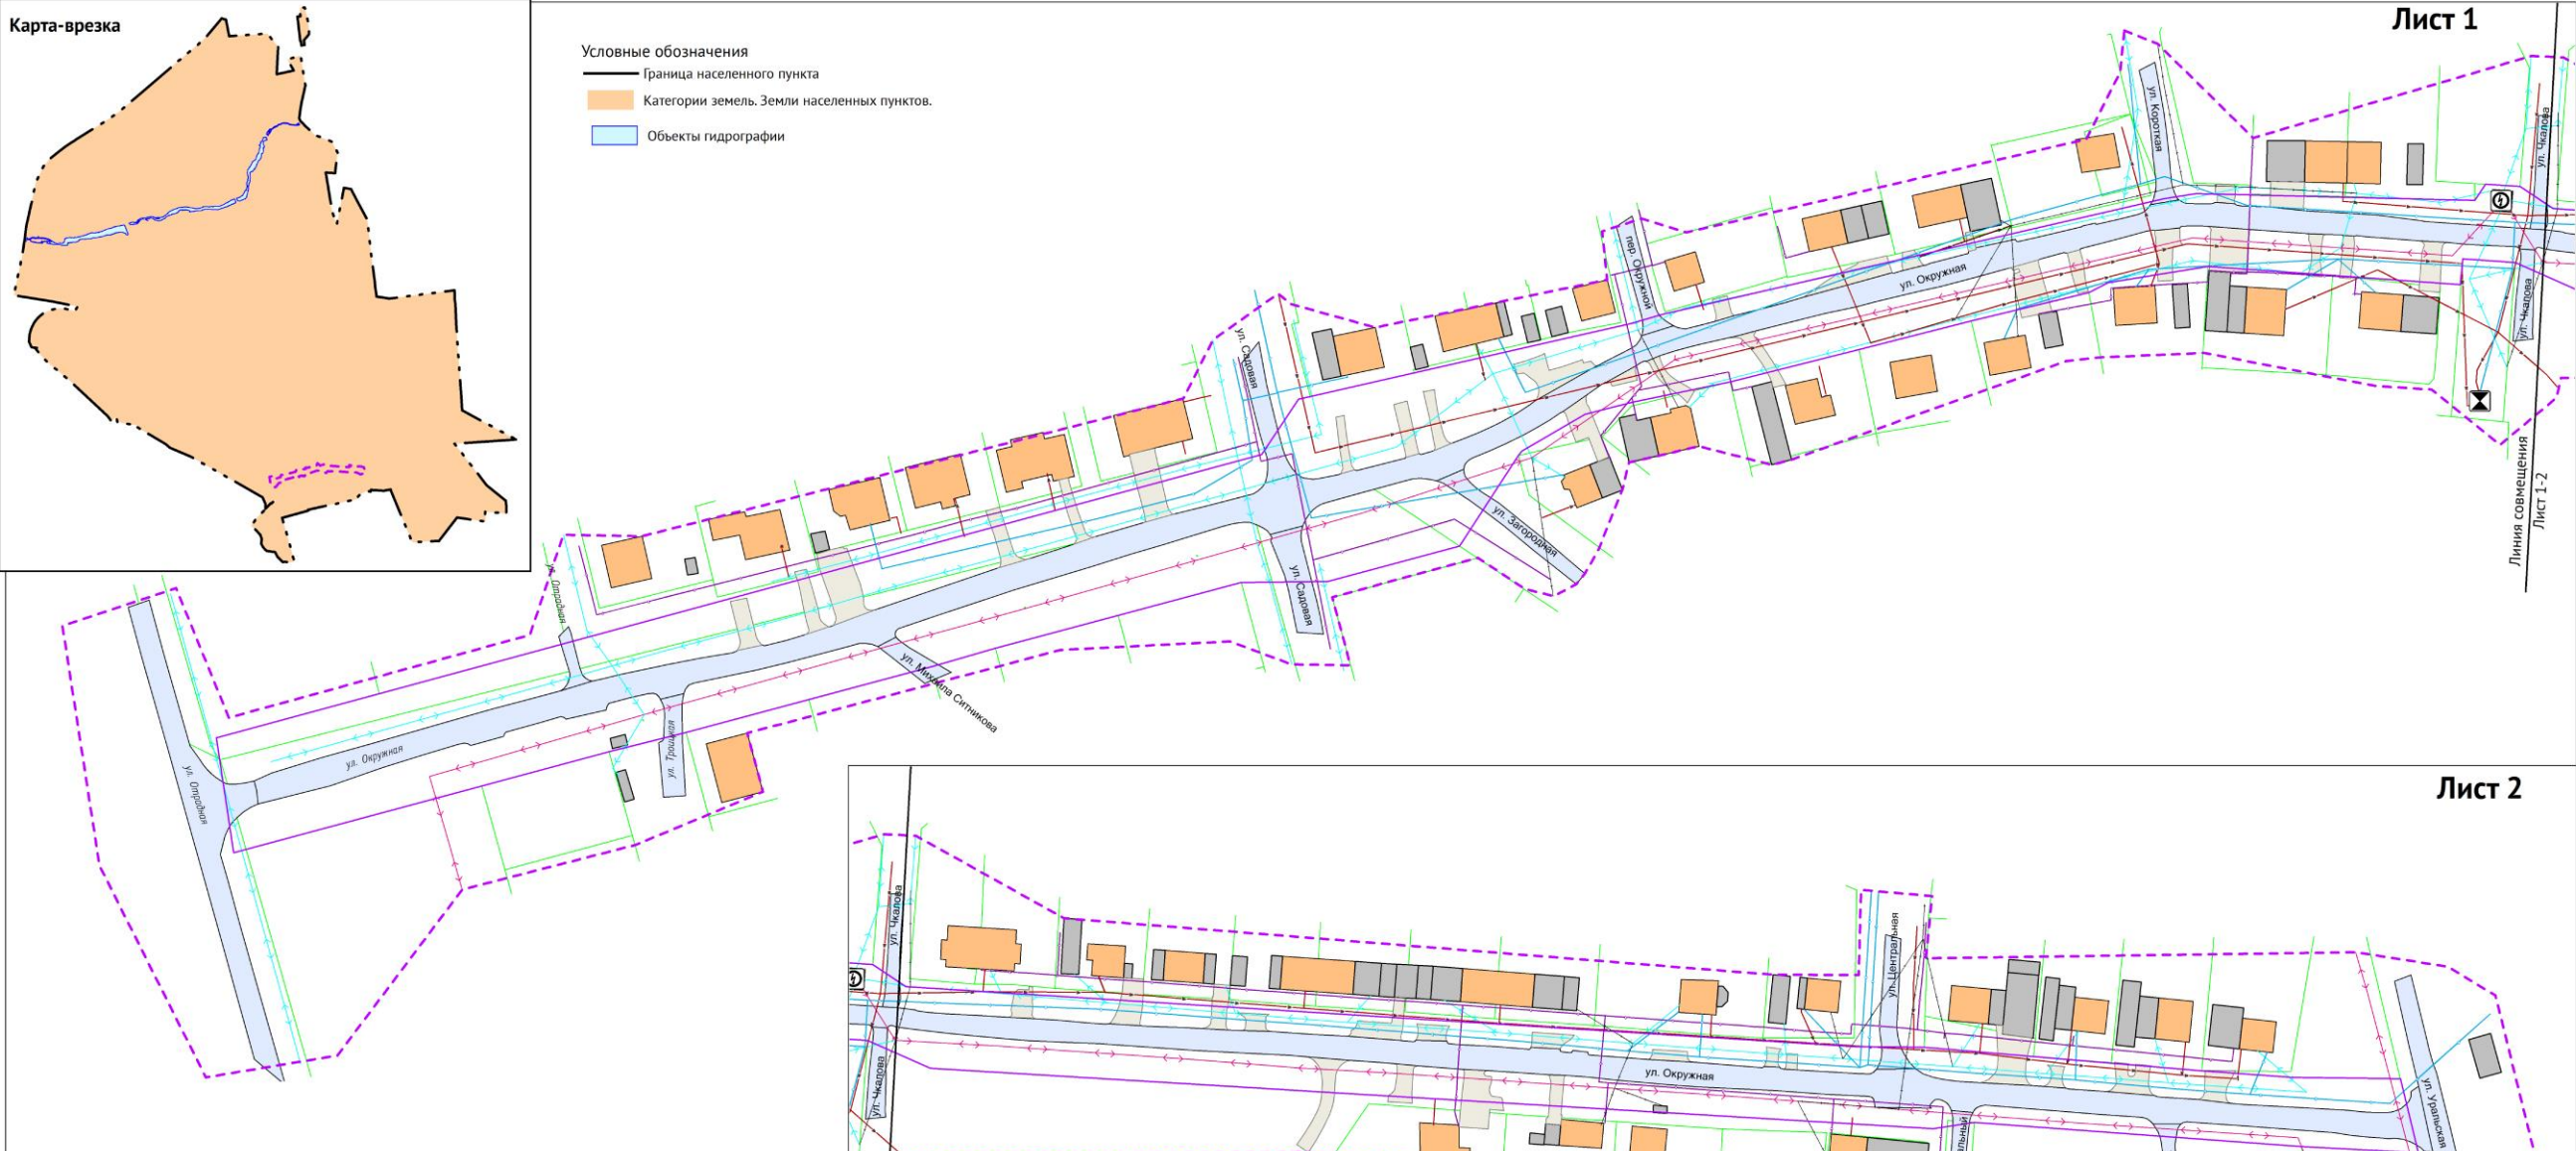 Карта-врезка
Лист 1
Условные обозначения
Граница населенного пункта
Категории земель. Земли населенных пунктов.
Объекты гидрографии
ул. Короткая
ул. Чкалова
пер. Окружной
ул. Окружная
ул. Чкалова
ул. Садовая
ул. Загородная
Линия совмещения
Лист 1-2
ул. Отрадная
ул. Садовая
ул. Михаила Ситникова
ул. Троицкая
ул. Окружная
ул. Отрадная
Лист 2
ул. Чкалова
ул. Центральная
ул. Окружная
ул. Чкалова
альный
ул. Уральская